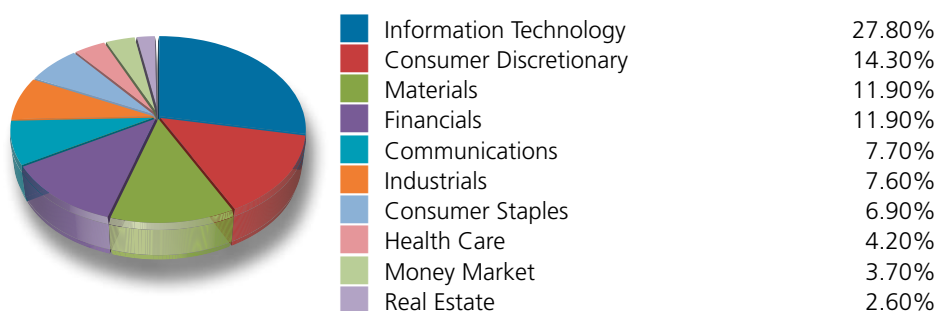 Information Technology 27.80%
Consumer Discretionary 14.30%
Materials 11.90%
Financials 11.90%
Communications 7.70%
Industrials 7.60%
Consumer Staples 6.90%
Health Care 4.20%
Money Market 3.70%
Real Estate 2.60%